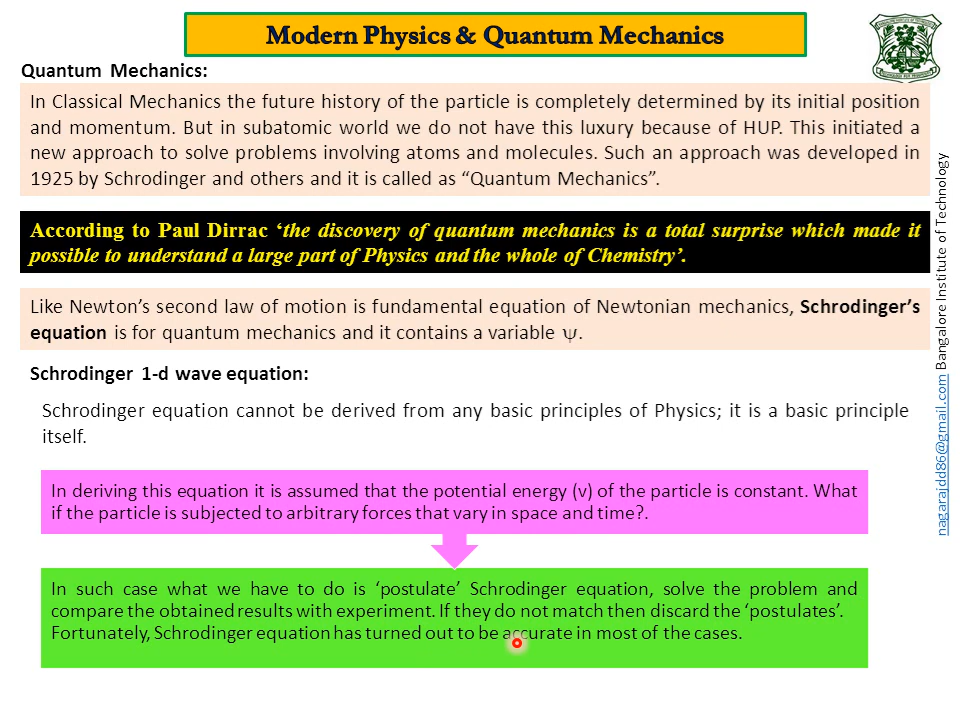 Modern Physics & Quantum Mechanics
Quantum Mechanics:
In Classical Mechanics the future history of the particle is completely determined by its initial position
and momentum. But in subatomic world we do not have this luxury because of HUP. This initiated a
new approach to solve problems involving atoms and molecules. Such an approach was developed in
1925 by Schrodinger and others and it is called as “Quantum Mechanics”.
According to Paul Dirrac ‘the discovery of quantum mechanics is a total surprise which made it
possible to understand a large part of Physics and the whole of Chemistry’.
Like Newton’s second law of motion is fundamental equation of Newtonian mechanics, Schrodinger’s
equation is for quantum mechanics and it contains a variable ψ.
Schrodinger 1-d wave equation:
Schrodinger equation cannot be derived from any basic principles of Physics; it is a basic principle
itself.
In deriving this equation it is assumed that the potential energy (v) of the particle is constant. What
if the particle is subjected to arbitrary forces that vary in space and time?.
In such case what we have to do is ‘postulate’ Schrodinger equation, solve the problem and
compare the obtained results with experiment. If they do not match then discard the ‘postulates’.
Fortunately, Schrodinger equation has turned out to be accurate in most of the cases.
nagarajdd86@gmail.com Bangalore Institute of Technology